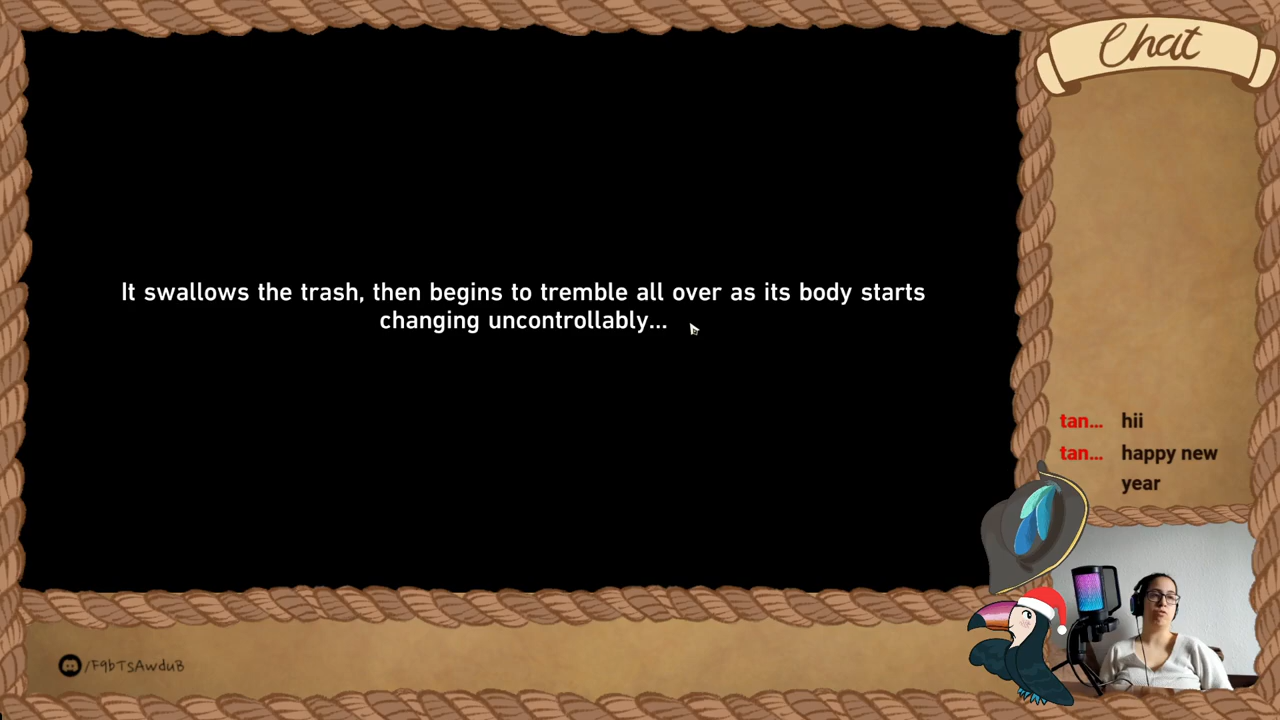 Chat
It swallows the trash, then begins to tremble all over as its body starts
changing uncontrollably...
tan... hii
tan... happy new
year
/F9bTsAwduB